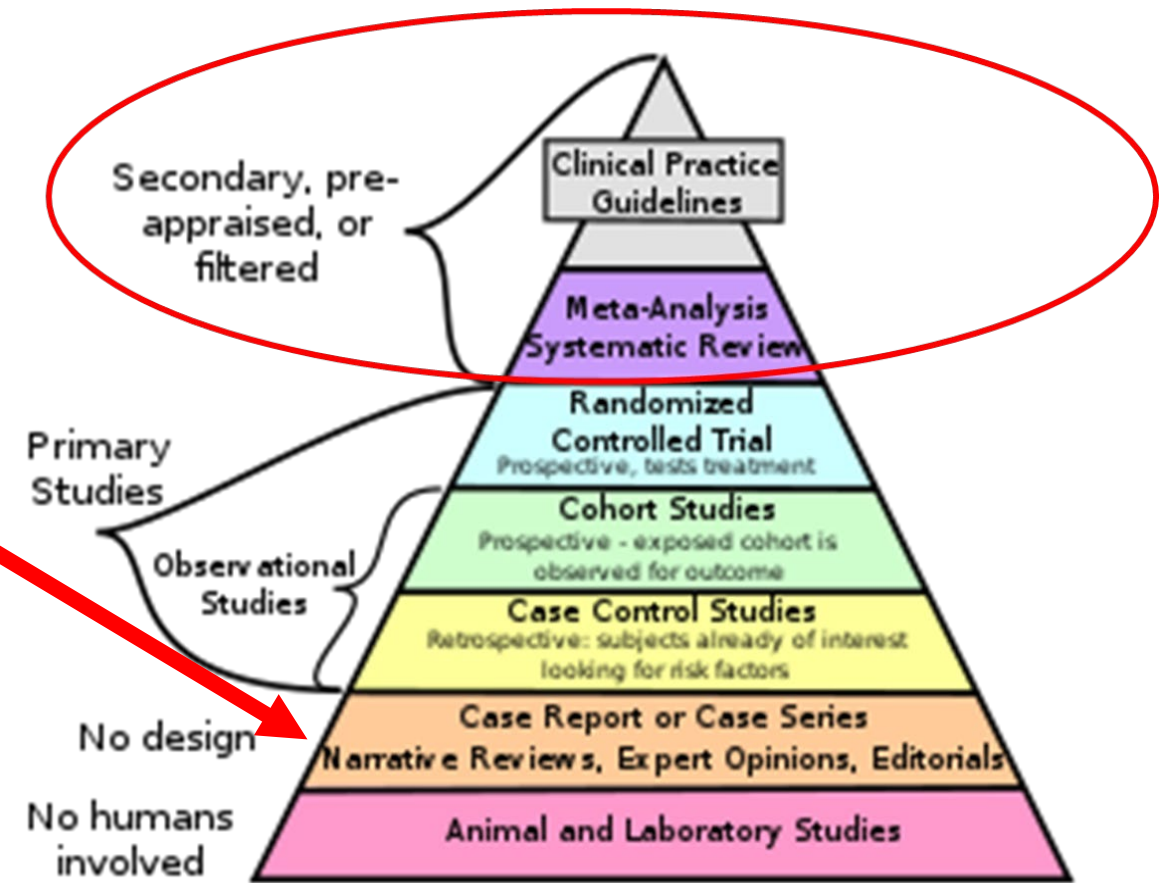 Clinical Practice
Guidelines
Secondary, pre-
appraised, or
filtered
Meta-Analysis
Systematic Review
Randomized
Controlled Trial
Prospective, tests treatment
Primary
Studies
Cohort Studies
Prospective - exposed cohort is
observed for outcome
Observational
Studies
Case Control Studies
Retrospective: subjects already of interest
looking for risk factors
No design
Case Report or Case Series
Narrative Reviews, Expert Opinions, Editorials
No humans
involved
Animal and Laboratory Studies